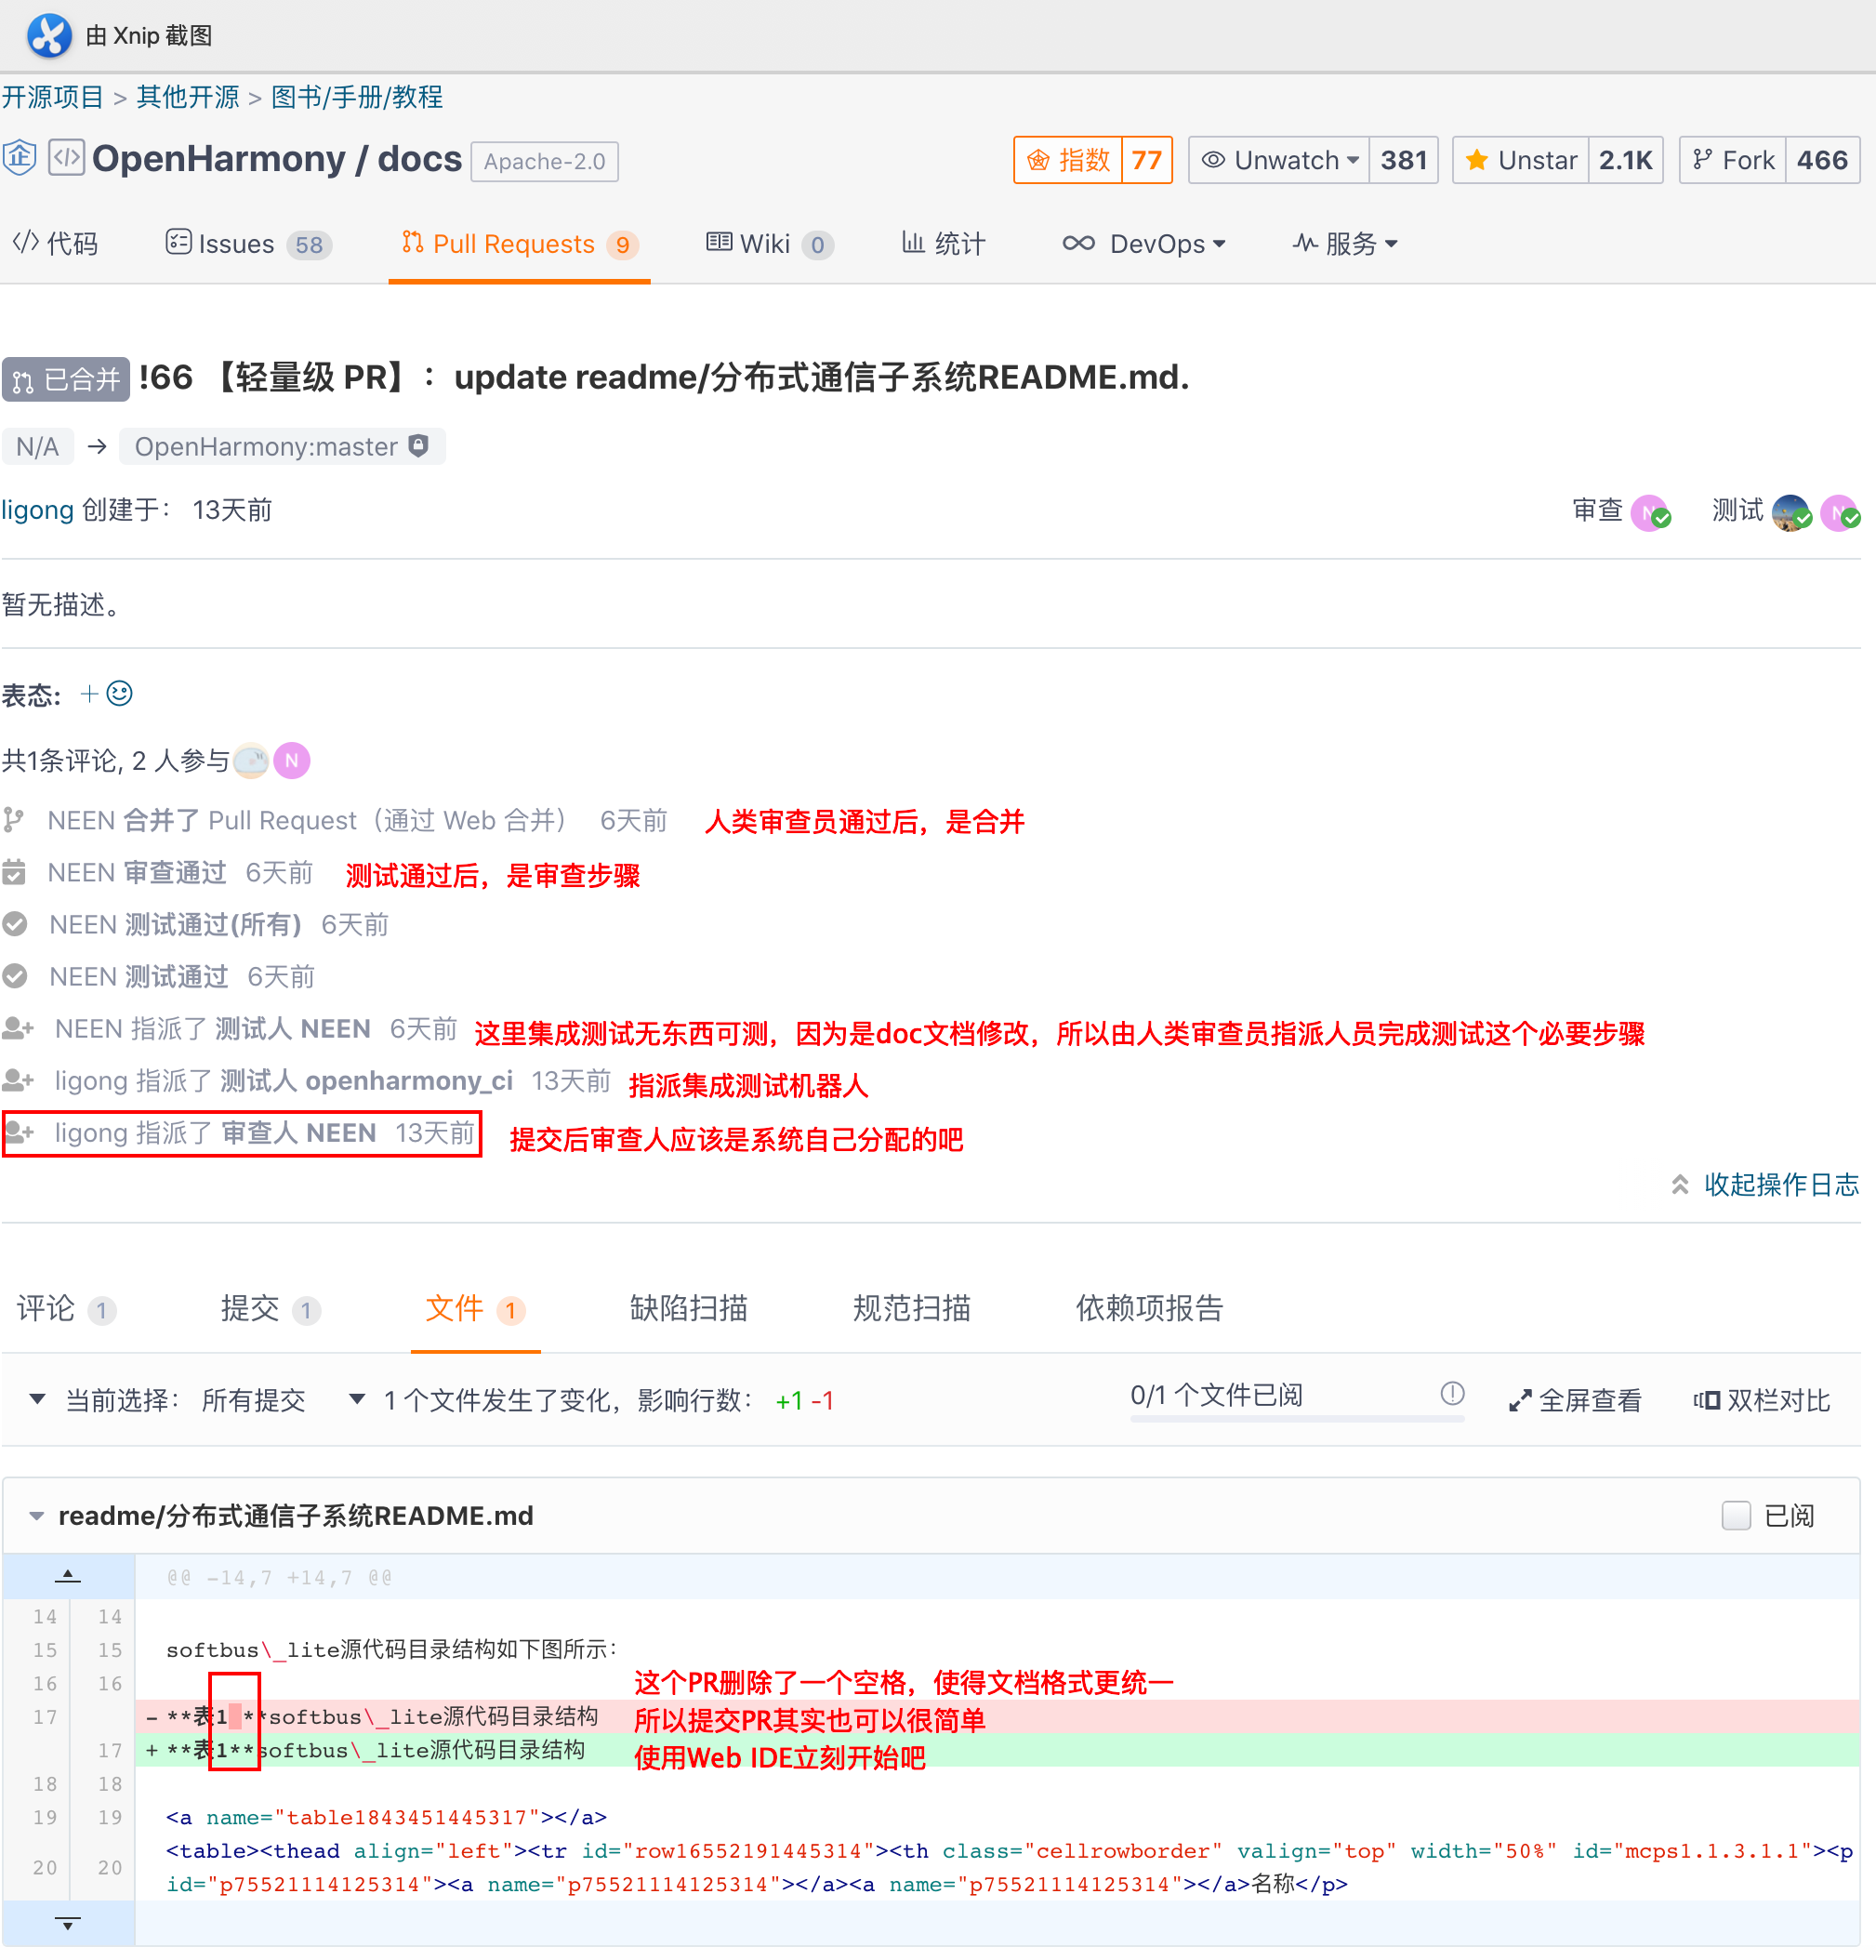 由 Xnip 截图
开源项目 > 其他开源 > 图书/手册/教程
企 </> OpenHarmony / docs Apache-2.0 指数 77 Unwatch 381 Unstar 2.1K Fork 466
</> 代码 Issues 58 Pull Requests 9 Wiki 0 统计 DevOps 服务
已合并 !66 【轻量级 PR】：update readme/分布式通信子系统README.md.
N/A → OpenHarmony:master
ligong 创建于： 13天前 审查 N 测试 N
暂无描述。
表态: +
共1条评论, 2 人参与 N
NEEN 合并了 Pull Request（通过 Web 合并） 6天前 人类审查员通过后，是合并
NEEN 审查通过 6天前 测试通过后，是审查步骤
NEEN 测试通过(所有) 6天前
NEEN 测试通过 6天前
NEEN 指派了 测试人 NEEN 6天前 这里集成测试无东西可测，因为是doc文档修改，所以由人类审查员指派人员完成测试这个必要步骤
ligong 指派了 测试人 openharmony_ci 13天前 指派集成测试机器人
ligong 指派了 审查人 NEEN 13天前 提交后审查人应该是系统自己分配的吧
收起操作日志
评论 1 提交 1 文件 1 缺陷扫描 规范扫描 依赖项报告
当前选择： 所有提交 1 个文件发生了变化，影响行数： +1 -1 0/1 个文件已阅 全屏查看 双栏对比
readme/分布式通信子系统README.md 已阅
@@ -14,7 +14,7 @@
14 14
15 15 softbus\_lite源代码目录结构如下图所示：
16 16 这个PR删除了一个空格，使得文档格式更统一
17 - **表1 **softbus\_lite源代码目录结构 所以提交PR其实也可以很简单
17 + **表1**softbus\_lite源代码目录结构 使用Web IDE立刻开始吧
18 18
19 19 <a name="table1843451445317"></a>
20 20 <table><thead align="left"><tr id="row16552191445314"><th class="cellrowborder" valign="top" width="50%" id="mcps1.1.3.1.1"><p
id="p75521114125314"><a name="p75521114125314"></a><a name="p75521114125314"></a>名称</p>